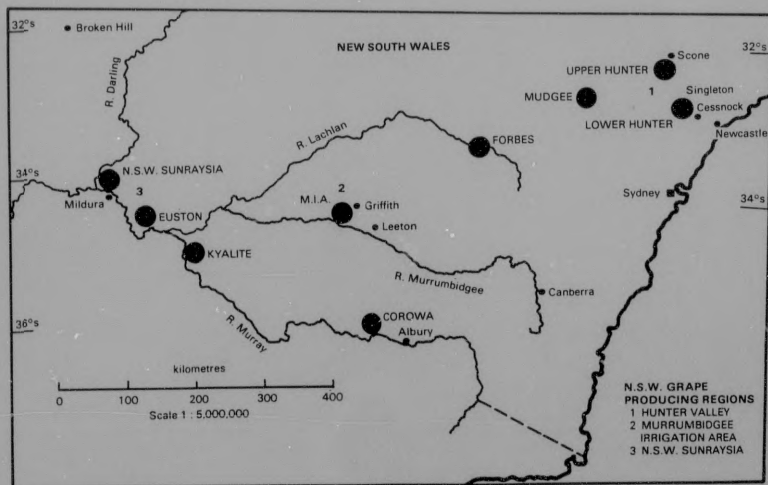 32°s
Broken Hill
NEW SOUTH WALES
Scone
32°s
UPPER HUNTER
R. Darling
1
Singleton
MUDGEE
Cessnock
LOWER HUNTER
Newcastle
R. Lachlan
FORBES
34°s
N.S.W. SUNRAYSIA
3
2
M.I.A.
Griffith
Sydney
34°s
Mildura
EUSTON
Leeton
KYALITE
R. Murrumbidgee
Canberra
36°s
R. Murray
COROWA
Albury
kilometres
0 100 200 300 400
Scale 1 : 5,000,000
N.S.W. GRAPE
PRODUCING REGIONS
1 HUNTER VALLEY
2 MURRUMBIDGEE
IRRIGATION AREA
3 N.S.W. SUNRAYSIA